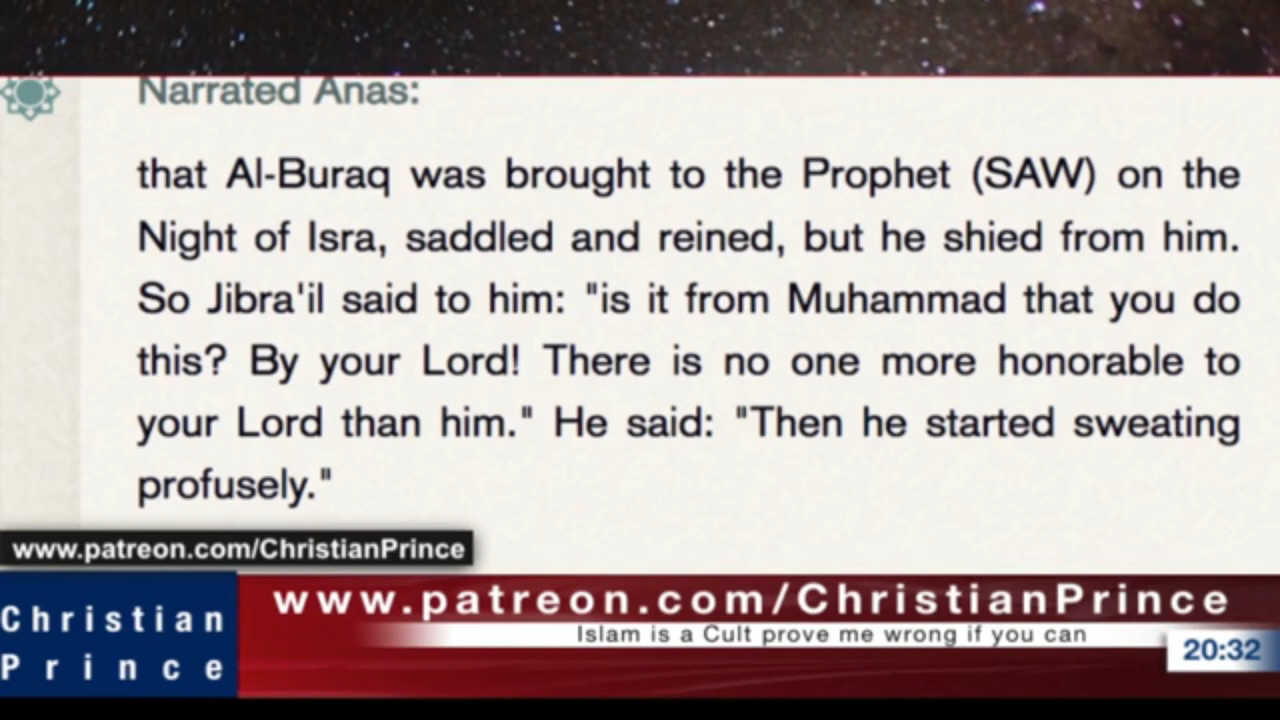 Narrated Anas:
that Al-Buraq was brought to the Prophet (SAW) on the
Night of Isra, saddled and reined, but he shied from him.
So Jibra'il said to him: "is it from Muhammad that you do
this? By your Lord! There is no one more honorable to
your Lord than him." He said: "Then he started sweating
profusely."
www.patreon.com/ChristianPrince
Christian
Prince
www.patreon.com/ChristianPrince
Islam is a Cult prove me wrong if you can
20:32